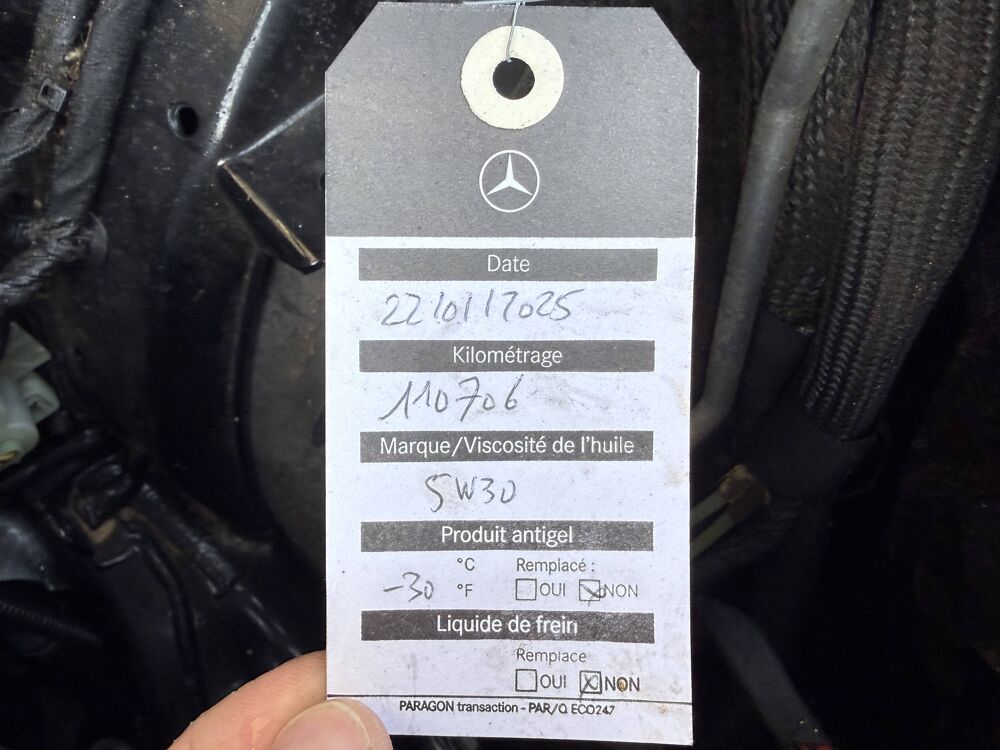 Date
22/01/2025
Kilométrage
110706
Marque/Viscosité de l'huile
5W30
Produit antigel
°C Remplacé :
-30 °F OUI NON
Liquide de frein
Remplacé
OUI NON
PARAGON transaction - PAR/Q ECO247